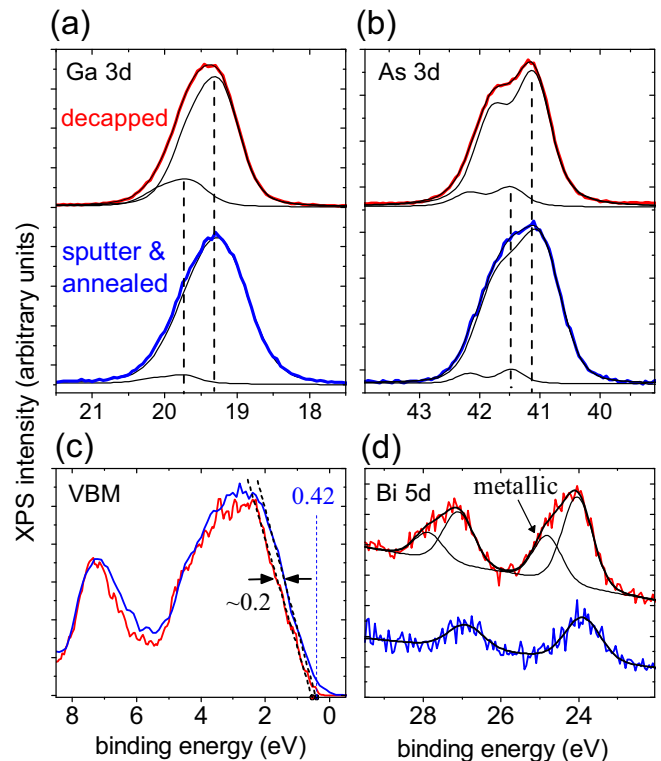 (a)
(b)
Ga 3d
As 3d
decapped
sputter &
annealed
21 20 19 18
43 42 41 40
XPS intensity (arbitrary units)
(c)
(d)
VBM
0.42
Bi 5d
metallic
~0.2
8 6 4 2 0
28 26 24
binding energy (eV)
binding energy (eV)